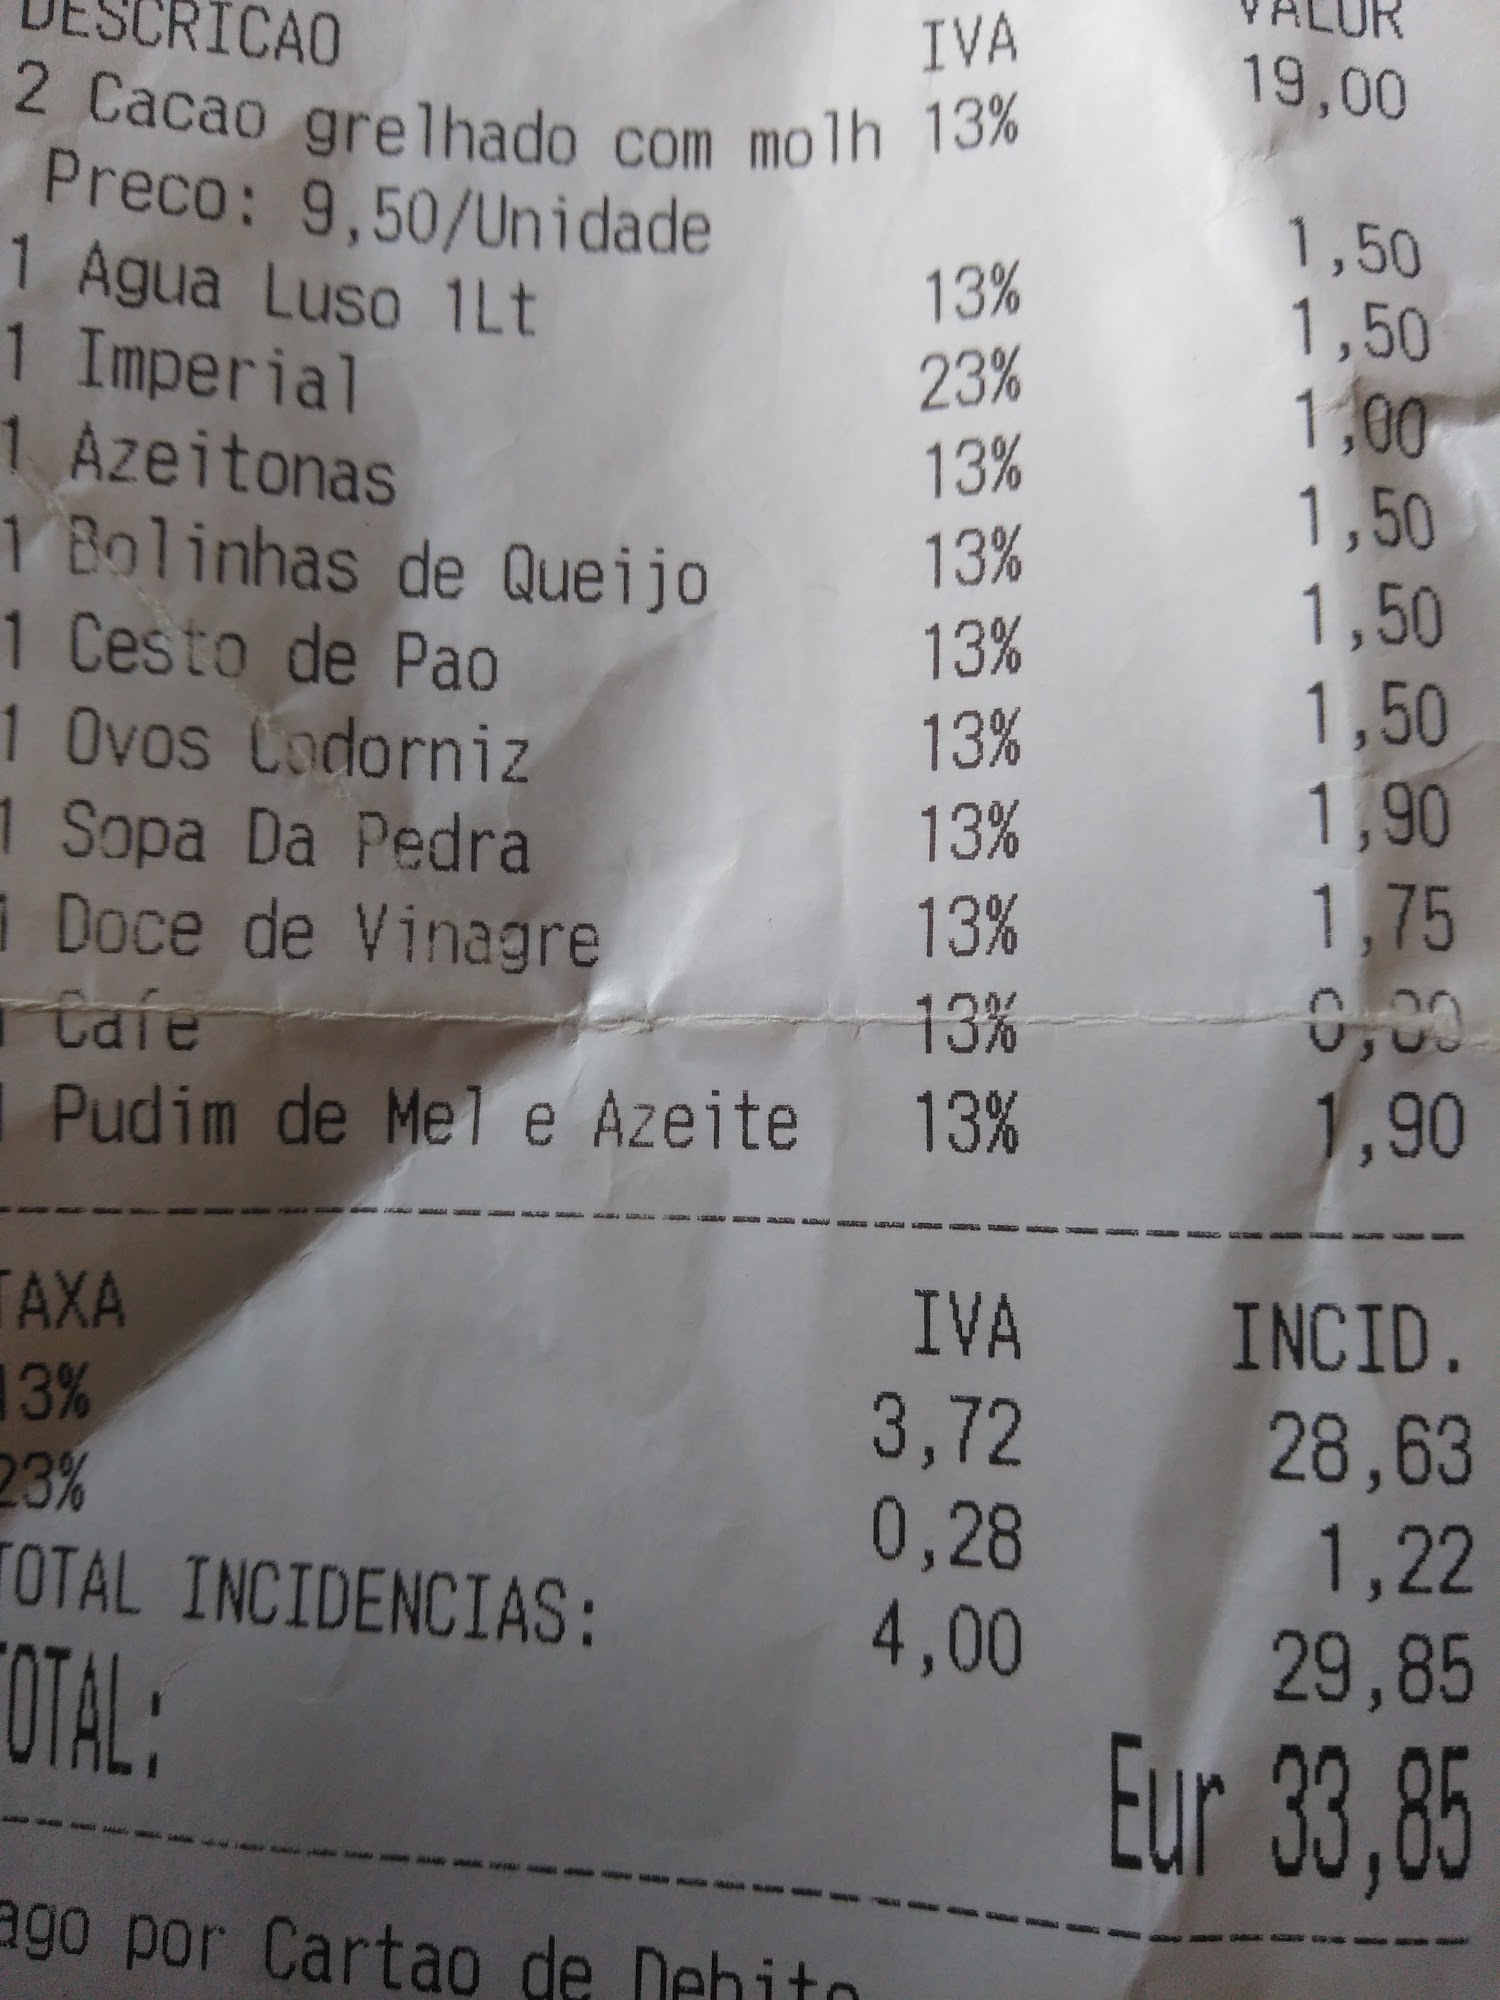 DESCRICAO IVA VALOR
2 Cacao grelhado com molh 13% 19,00
Preco: 9,50/Unidade
1 Agua Luso 1Lt 13% 1,50
1 Imperial 23% 1,50
1 Azeitonas 13% 1,00
1 Bolinhas de Queijo 13% 1,50
1 Cesto de Pao 13% 1,50
1 Ovos Codorniz 13% 1,50
1 Sopa Da Pedra 13% 1,90
1 Doce de Vinagre 13% 1,75
1 Cafe 13% 0,80
1 Pudim de Mel e Azeite 13% 1,90
TAXA IVA INCID.
13% 3,72 28,63
23% 0,28 1,22
TOTAL INCIDENCIAS: 4,00 29,85
TOTAL: Eur 33,85
ago por Cartao de Debito